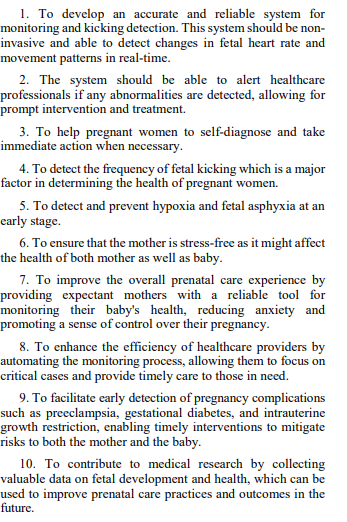 1. To develop an accurate and reliable system for
monitoring and kicking detection. This system should be non-
invasive and able to detect changes in fetal heart rate and
movement patterns in real-time.
2. The system should be able to alert healthcare
professionals if any abnormalities are detected, allowing for
prompt intervention and treatment.
3. To help pregnant women to self-diagnose and take
immediate action when necessary.
4. To detect the frequency of fetal kicking which is a major
factor in determining the health of pregnant women.
5. To detect and prevent hypoxia and fetal asphyxia at an
early stage.
6. To ensure that the mother is stress-free as it might affect
the health of both mother as well as baby.
7. To improve the overall prenatal care experience by
providing expectant mothers with a reliable tool for
monitoring their baby's health, reducing anxiety and
promoting a sense of control over their pregnancy.
8. To enhance the efficiency of healthcare providers by
automating the monitoring process, allowing them to focus on
critical cases and provide timely care to those in need.
9. To facilitate early detection of pregnancy complications
such as preeclampsia, gestational diabetes, and intrauterine
growth restriction, enabling timely interventions to mitigate
risks to both the mother and the baby.
10. To contribute to medical research by collecting
valuable data on fetal development and health, which can be
used to improve prenatal care practices and outcomes in the
future.